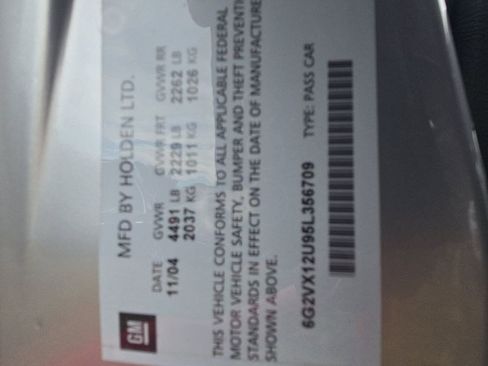 GM
MFD BY HOLDEN LTD.
DATE GVWR GVWR FRT GVWR RR
11/04 4491 LB 2229 LB 2262 LB
2037 KG 1011 KG 1026 KG
THIS VEHICLE CONFORMS TO ALL APPLICABLE FEDERAL
MOTOR VEHICLE SAFETY, BUMPER AND THEFT PREVENTI
STANDARDS IN EFFECT ON THE DATE OF MANUFACTURE
SHOWN ABOVE.
6G2VX12U95L356709 TYPE: PASS CAR